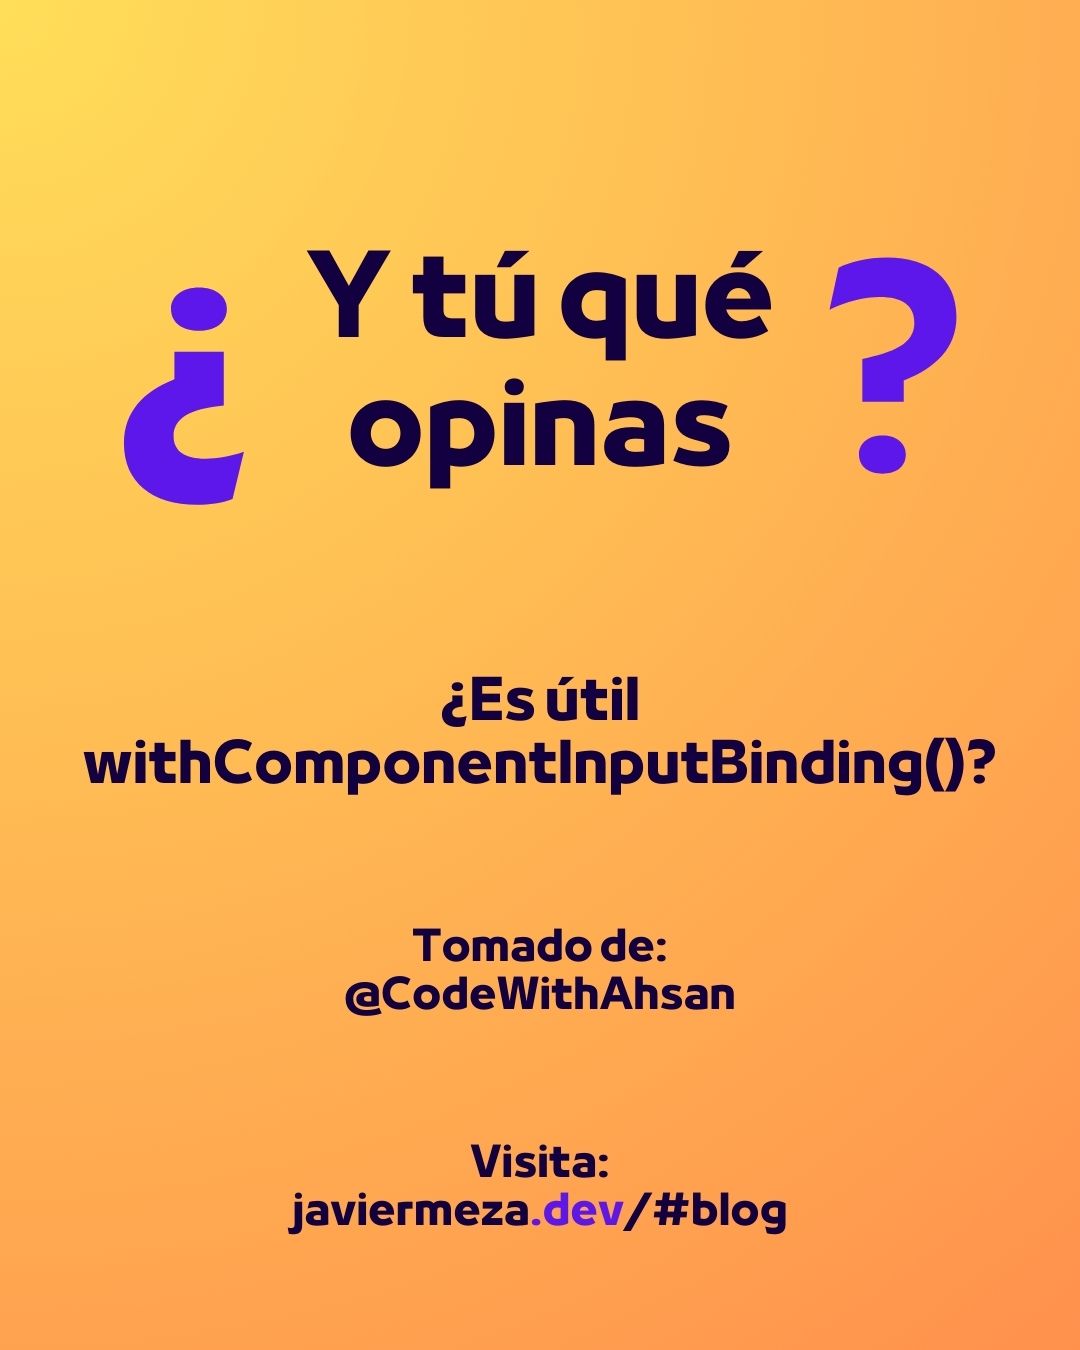 ¿Y tú qué
opinas?
¿Es útil
withComponentInputBinding()?
Tomado de:
@CodeWithAhsan
Visita:
javiermeza.dev/#blog